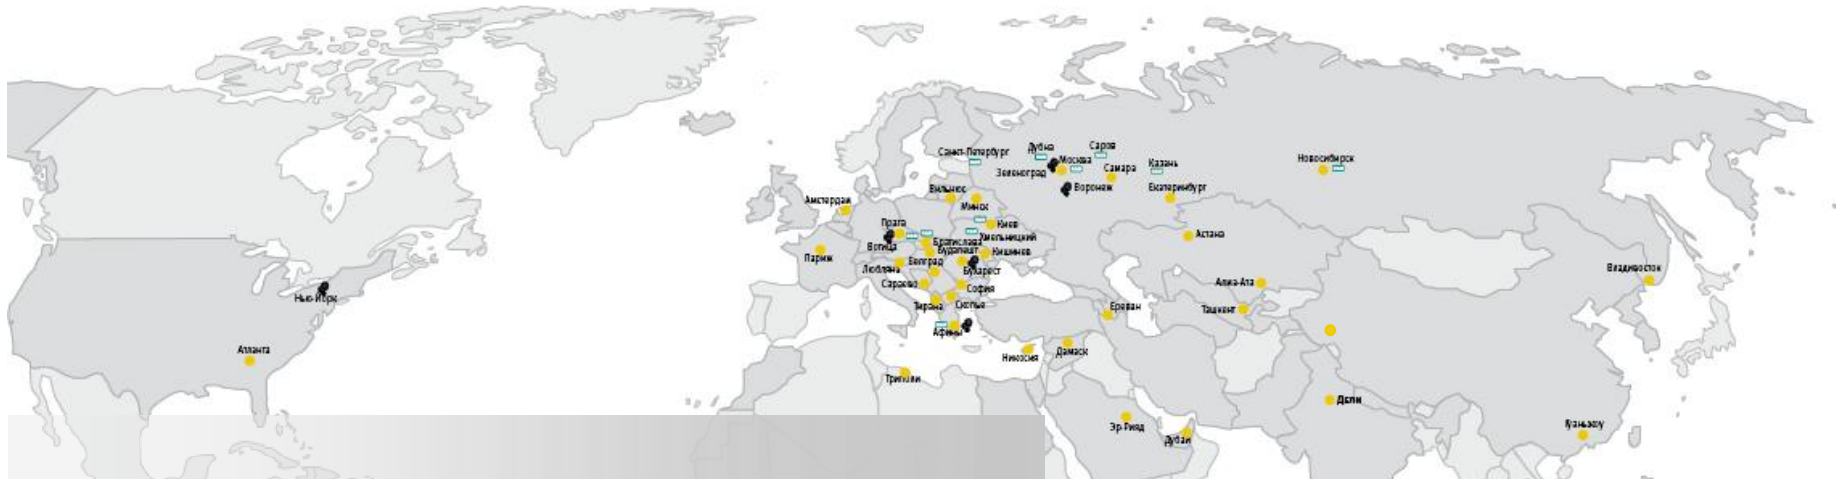 Санкт-Петербург
Дубна
Саров
Москва
Зеленоград
Самара
Казань
Новосибирск
Воронеж
Екатеринбург
Вильнюс
Минск
Амстердам
Прага
Киев
Хмельницкий
Вотица
Братислава
Будапешт
Кишинев
Астана
Париж
Любляна
Белград
Бухарест
Владивосток
Сараево
София
Алма-Ата
Нью-Йорк
Тирана
Скопье
Ереван
Ташкент
Афины
Атланта
Никосия
Дамаск
Триполи
Дели
Эр-Рияд
Дубаи
Гуаньжоу